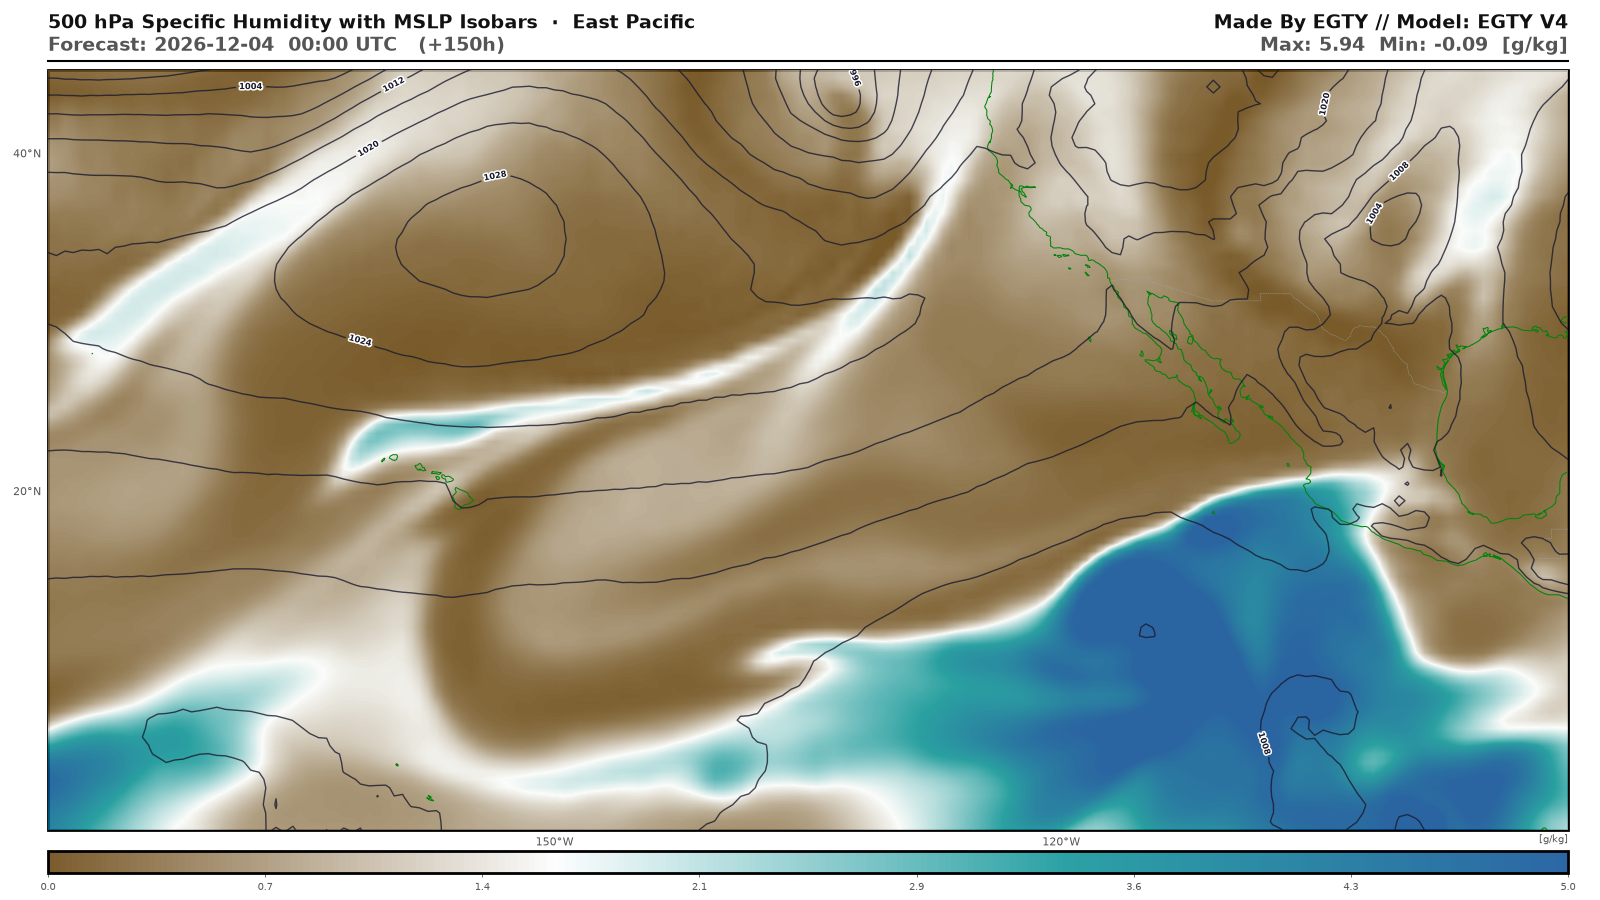 500 hPa Specific Humidity with MSLP Isobars · East Pacific
Made By EGTY // Model: EGTY V4
Forecast: 2026-12-04 00:00 UTC (+150h)
Max: 5.94 Min: -0.09 [g/kg]
1004
1012
996
1020
1020
1008
40°N
1028
1004
1024
20°N
1008
150°W
120°W
[g/kg]
0.0 0.7 1.4 2.1 2.9 3.6 4.3 5.0